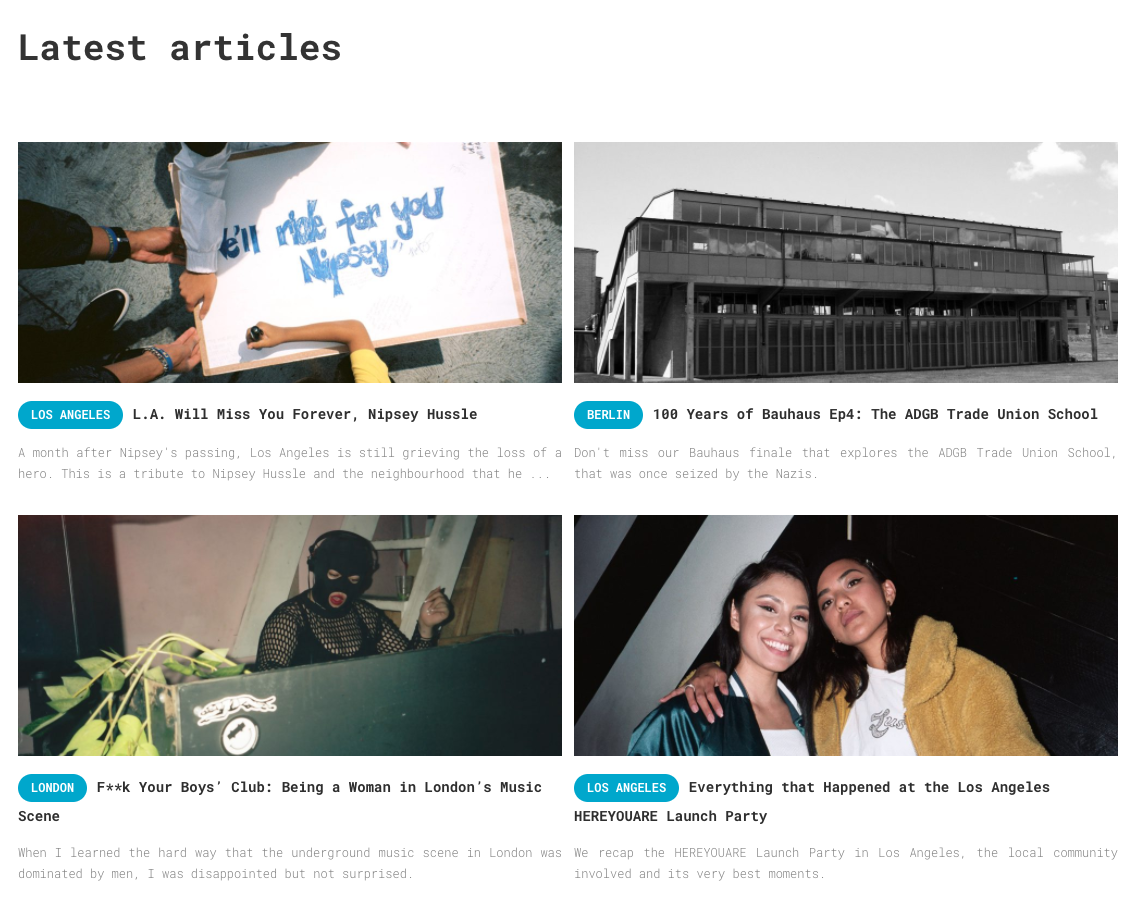 Latest articles
'll ride for you
Nipsey"
LOS ANGELES L.A. Will Miss You Forever, Nipsey Hussle
A month after Nipsey's passing, Los Angeles is still grieving the loss of a
hero. This is a tribute to Nipsey Hussle and the neighbourhood that he ...
BERLIN 100 Years of Bauhaus Ep4: The ADGB Trade Union School
Don't miss our Bauhaus finale that explores the ADGB Trade Union School,
that was once seized by the Nazis.
LONDON F**k Your Boys’ Club: Being a Woman in London’s Music
Scene
When I learned the hard way that the underground music scene in London was
dominated by men, I was disappointed but not surprised.
LOS ANGELES Everything that Happened at the Los Angeles
HEREYOUARE Launch Party
We recap the HEREYOUARE Launch Party in Los Angeles, the local community
involved and its very best moments.